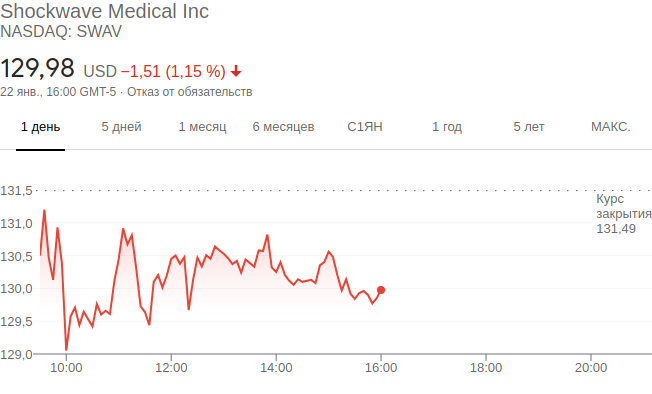 Shockwave Medical Inc
NASDAQ: SWAV
129,98 USD −1,51 (1,15 %)
22 янв., 16:00 GMT-5 · Отказ от обязательств
1 день 5 дней 1 месяц 6 месяцев С1ЯН 1 год 5 лет МАКС.
131,5
Курс
закрытия
131,49
131,0
130,5
130,0
129,5
129,0
10:00 12:00 14:00 16:00 18:00 20:00